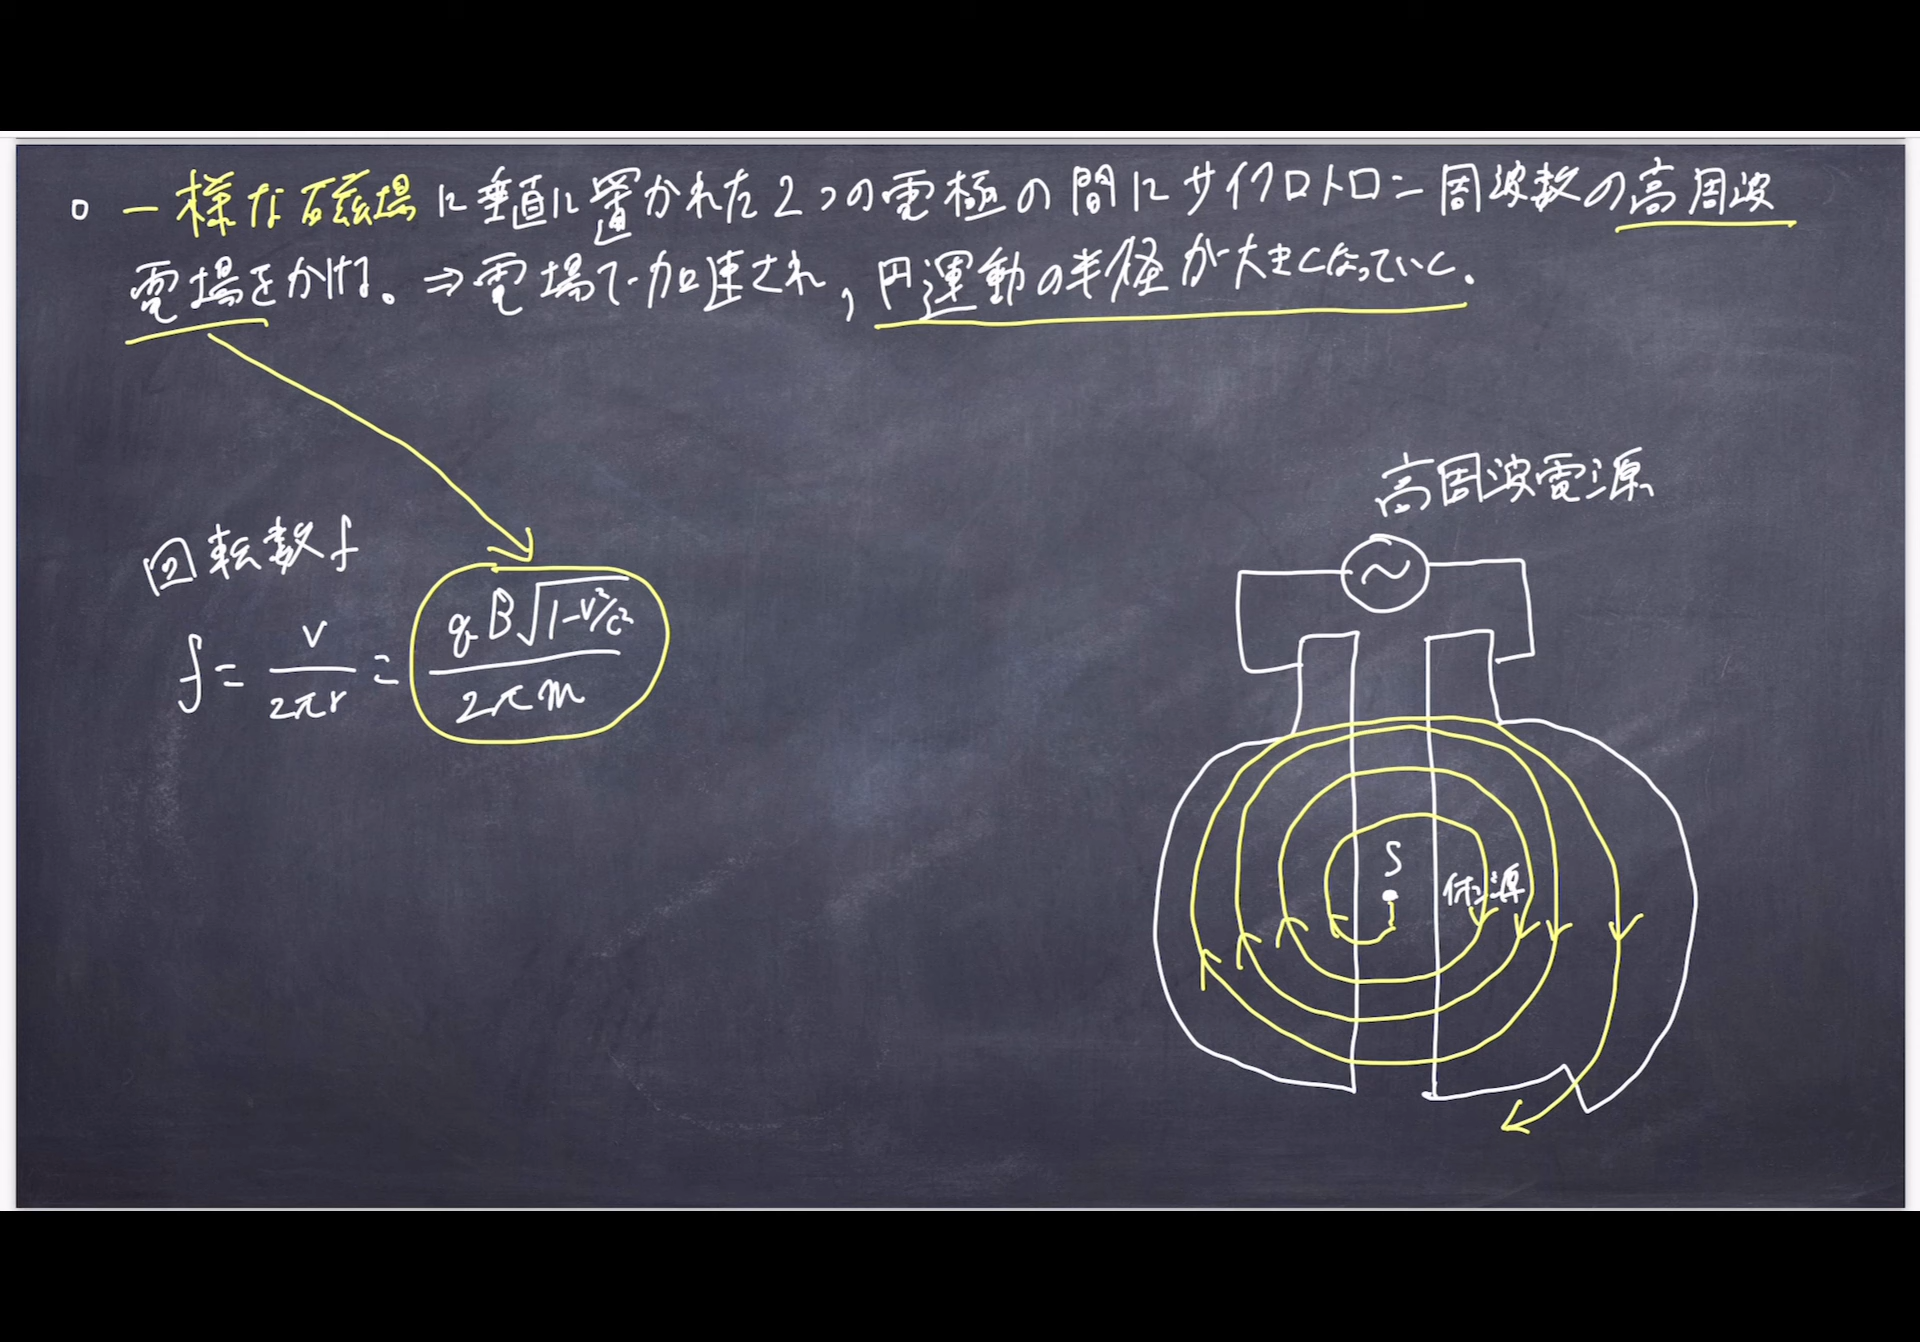 ○ 一様な磁場に垂直に置かれた2つの電極の間にサイクロトロン周波数の高周波
電場をかける。⇒電場で加速され,円運動の半径が大きくなっていく.
高周波電源
回転数f
f = v/2πr = qB√1-v²/c²/2πm
S
イオン源